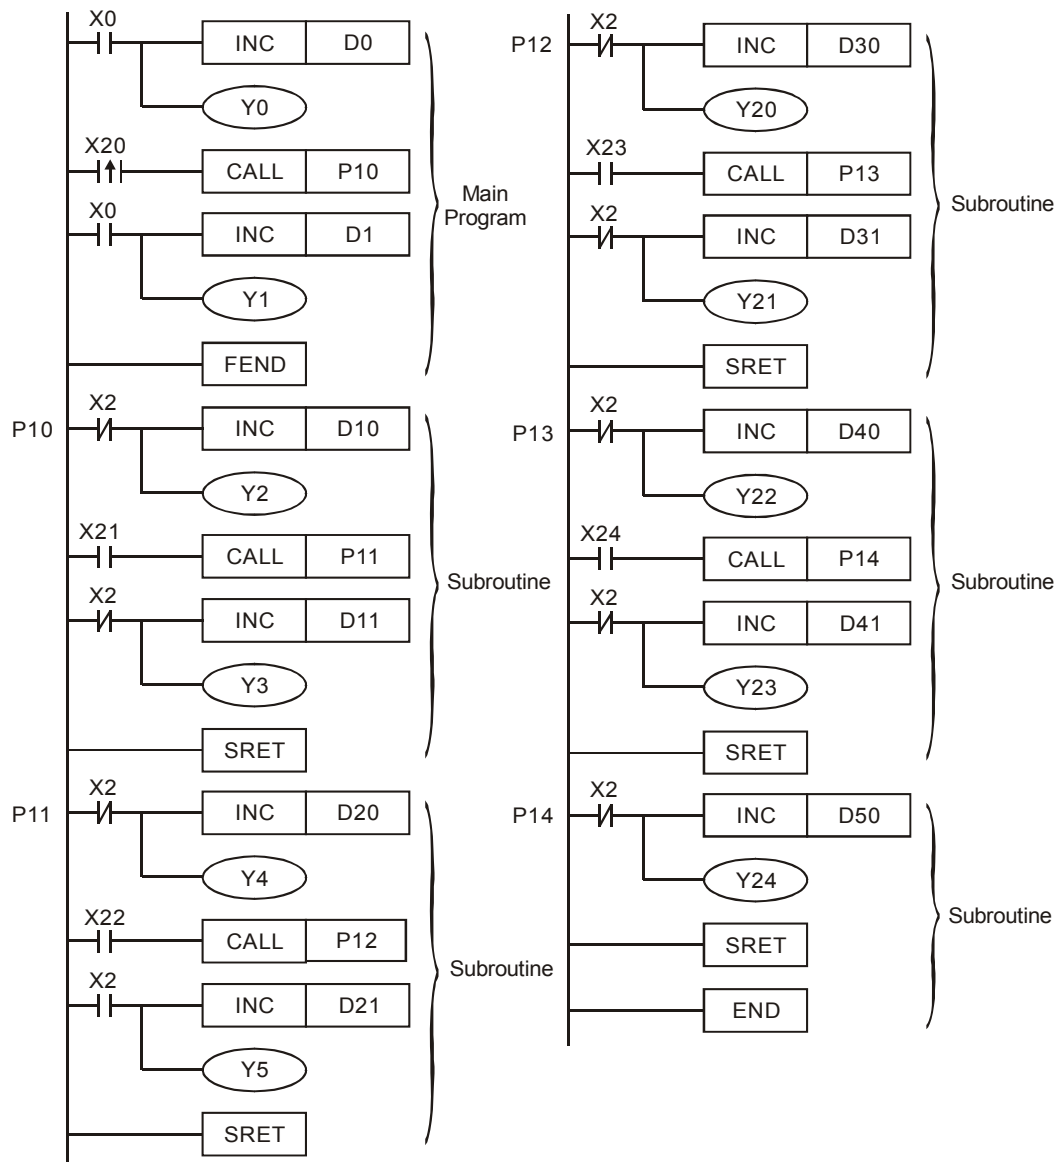 X0
INC D0
Y0
X20
CALL P10
X0
INC D1
Y1
FEND
Main
Program
P10
X2
INC D10
Y2
X21
CALL P11
X2
INC D11
Y3
SRET
Subroutine
P11
X2
INC D20
Y4
X22
CALL P12
X2
INC D21
Y5
SRET
Subroutine
P12
X2
INC D30
Y20
X23
CALL P13
X2
INC D31
Y21
SRET
Subroutine
P13
X2
INC D40
Y22
X24
CALL P14
X2
INC D41
Y23
SRET
Subroutine
P14
X2
INC D50
Y24
SRET
END
Subroutine